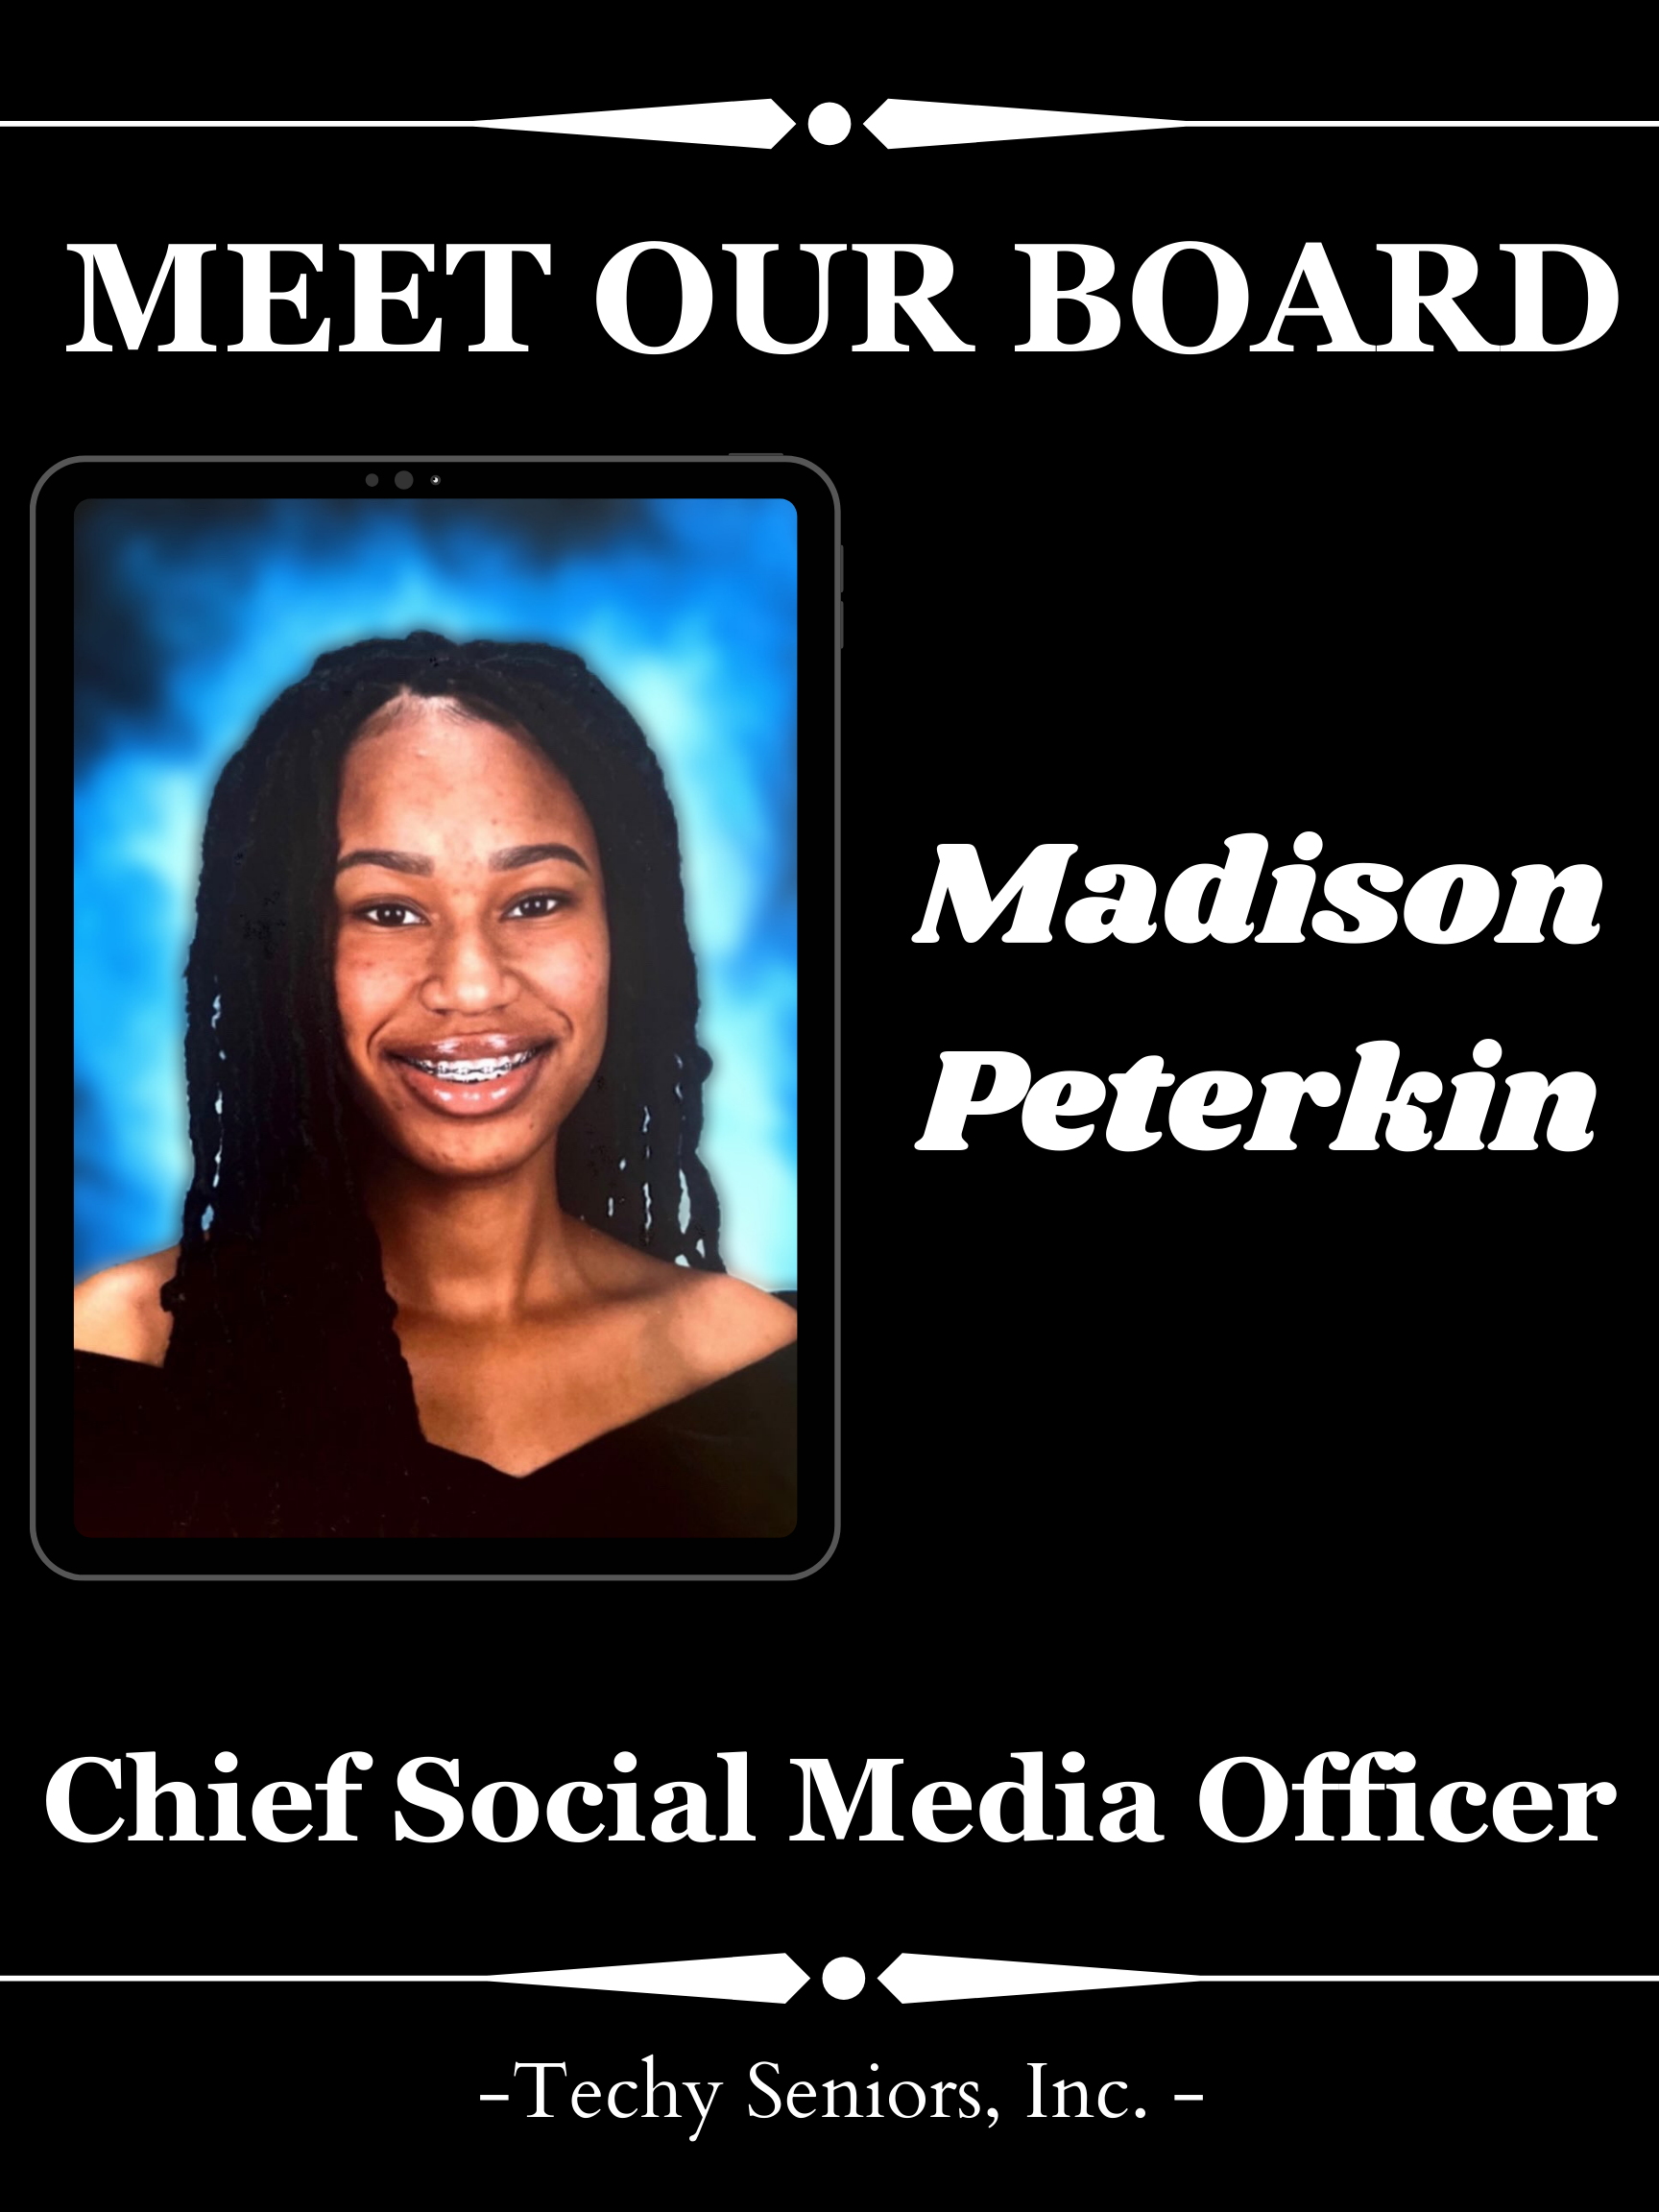 MEET OUR BOARD
Madison
Peterkin
Chief Social Media Officer
-Techy Seniors, Inc. -